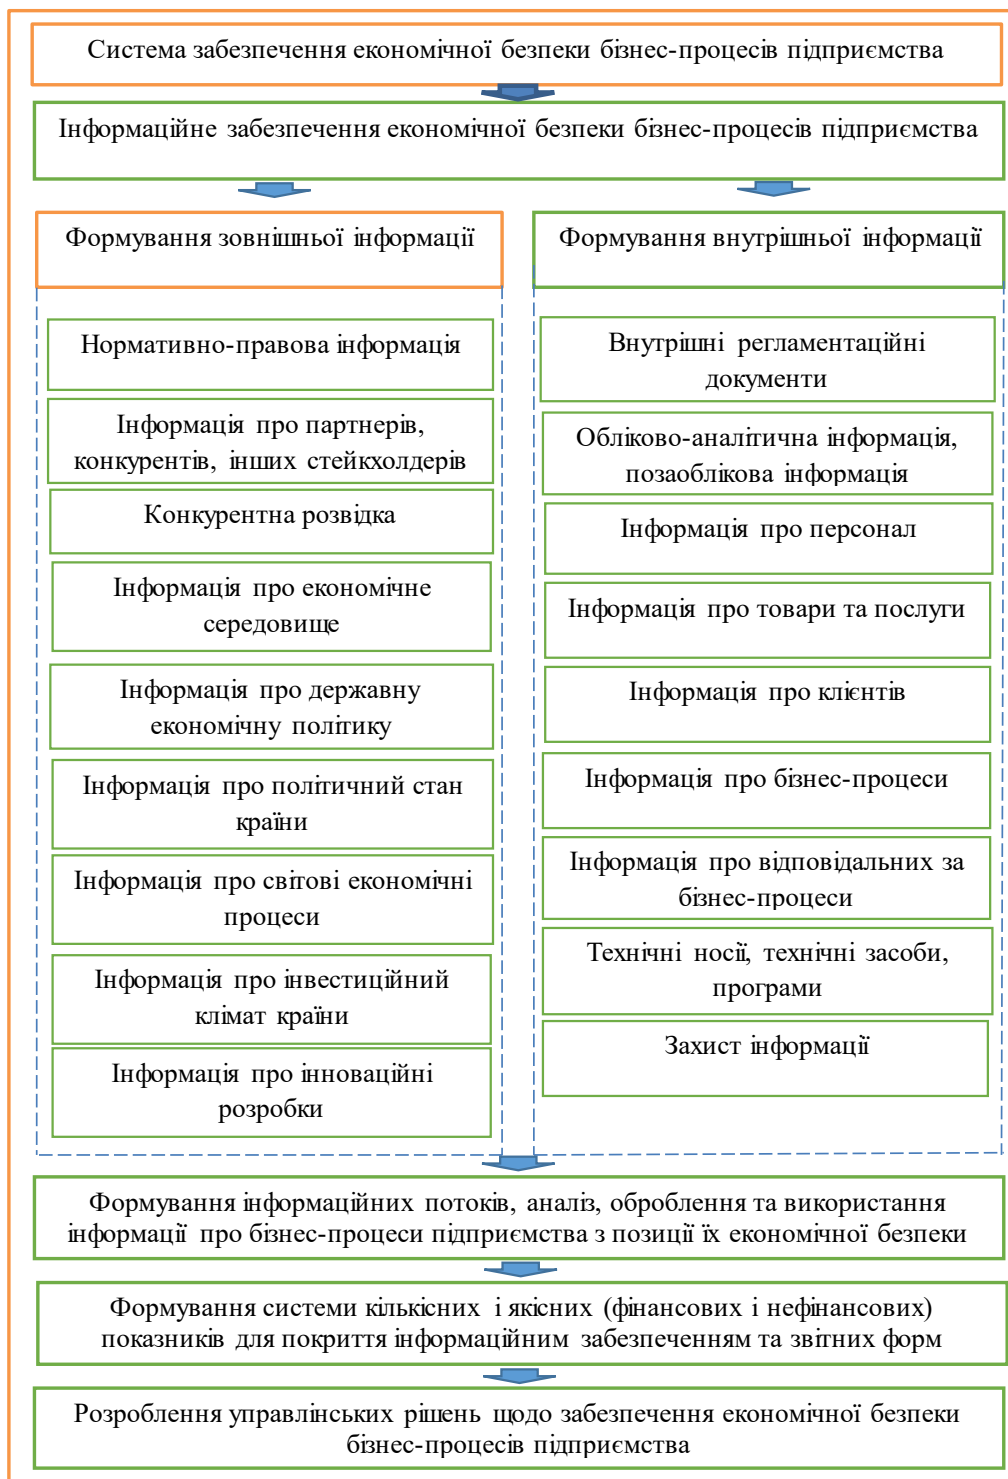 Система забезпечення економічної безпеки бізнес-процесів підприємства
Інформаційне забезпечення економічної безпеки бізнес-процесів підприємства
Формування зовнішньої інформації
Нормативно-правова інформація
Інформація про партнерів,
конкурентів, інших стейкхолдерів
Конкурентна розвідка
Інформація про економічне
середовище
Інформація про державну
економічну політику
Інформація про політичний стан
країни
Інформація про світові економічні
процеси
Інформація про інвестиційний
клімат країни
Інформація про інноваційні
розробки
Формування внутрішньої інформації
Внутрішні регламентаційні
документи
Обліково-аналітична інформація,
позаоблікова інформація
Інформація про персонал
Інформація про товари та послуги
Інформація про клієнтів
Інформація про бізнес-процеси
Інформація про відповідальних за
бізнес-процеси
Технічні носії, технічні засоби,
програми
Захист інформації
Формування інформаційних потоків, аналіз, оброблення та використання
інформації про бізнес-процеси підприємства з позиції їх економічної безпеки
Формування системи кількісних і якісних (фінансових і нефінансових)
показників для покриття інформаційним забезпеченням та звітних форм
Розроблення управлінських рішень щодо забезпечення економічної безпеки
бізнес-процесів підприємства